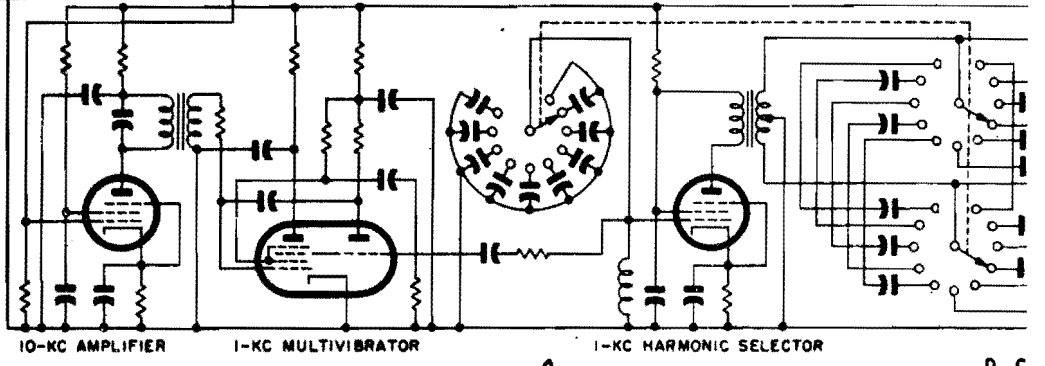 10-KC AMPLIFIER
1-KC MULTIVIBRATOR
1-KC HARMONIC SELECTOR